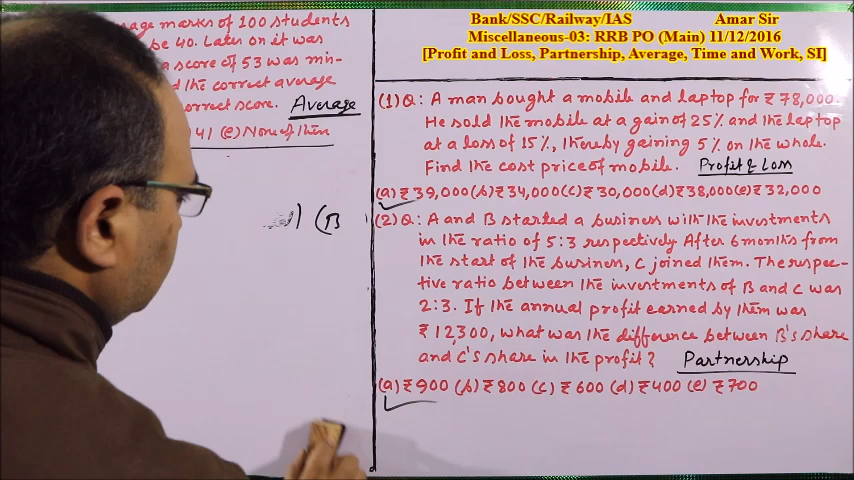 Bank/SSC/Railway/IAS Amar Sir
Miscellaneous-03: RRB PO (Main) 11/12/2016
[Profit and Loss, Partnership, Average, Time and Work, SI]
marks of 100 students
be 40. Later on it was
a score of 53 was mis-
the correct average
correct score. Average
41 (e) None of them
(B
(1) Q: A man bought a mobile and laptop for ₹ 78,000.
He sold the mobile at a gain of 25% and the laptop
at a loss of 15%, thereby gaining 5% on the whole.
Find the cost price of mobile. Profit & Loss
(a) ₹ 39,000 (b) ₹ 34,000 (c) ₹ 30,000 (d) ₹ 38,000 (e) ₹ 32,000
(2) Q: A and B started a business with the investments
in the ratio of 5:3 respectively. After 6 months from
the start of the business, C joined them. The respec-
tive ratio between the investments of B and C was
2:3. If the annual profit earned by them was
₹ 12,300, what was the difference between B's share
and C's share in the profit? Partnership
(a) ₹ 900 (b) ₹ 800 (c) ₹ 600 (d) ₹ 400 (e) ₹ 700